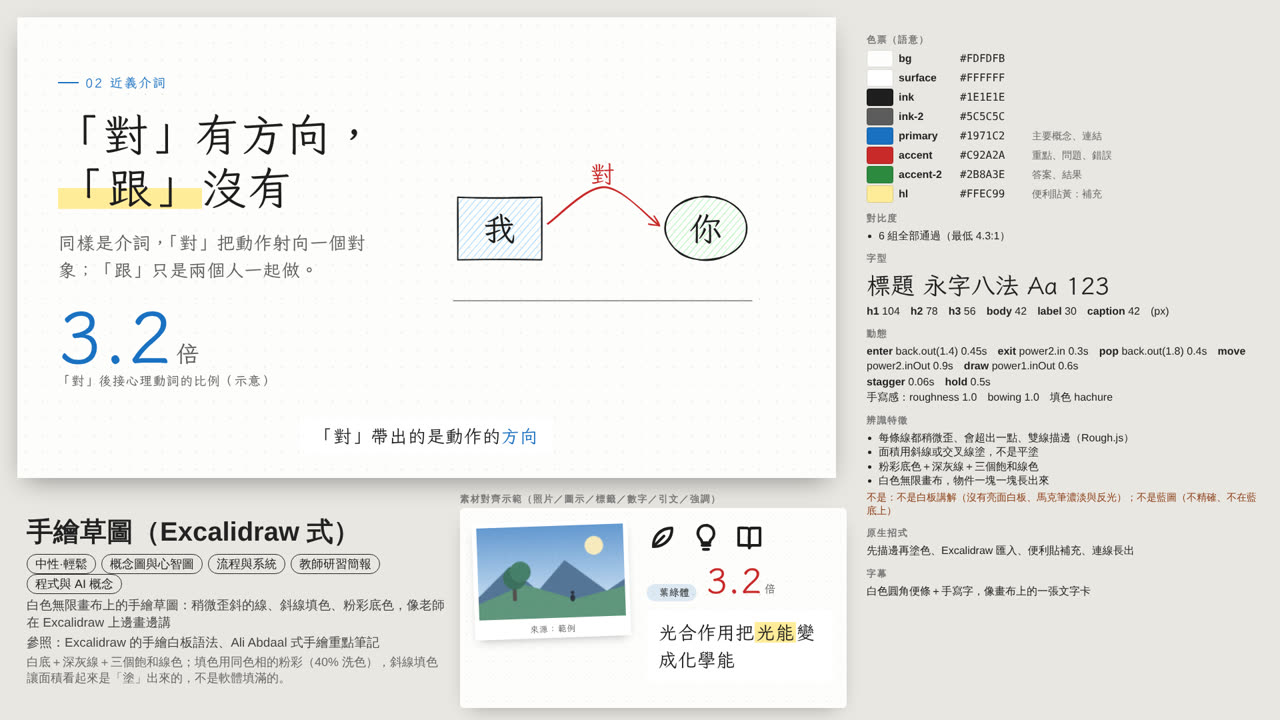 02 近義介詞
「對」有方向，
「跟」沒有
同樣是介詞，「對」把動作射向一個對
象；「跟」只是兩個人一起做。
3.2 倍
「對」後接心理動詞的比例（示意）
對
我
你
「對」帶出的是動作的方向
手繪草圖（Excalidraw 式）
中性·輕鬆 概念圖與心智圖 流程與系統 教師研習簡報
程式與 AI 概念
白色無限畫布上的手繪草圖：稍微歪斜的線、斜線填色、粉彩底色，像老師
在 Excalidraw 上邊畫邊講
參照：Excalidraw 的手繪白板語法、Ali Abdaal 式手繪重點筆記
白底＋深灰線＋三個飽和線色；填色用同色相的粉彩（40% 洗色），斜線填色
讓面積看起來是「塗」出來的，不是軟體填滿的。
素材對齊示範（照片／圖示／標籤／數字／引文／強調）
來源：範例
葉綠體
3.2 倍
光合作用把光能變
成化學能
色票（語意）
bg #FDFDFB
surface #FFFFFF
ink #1E1E1E
ink-2 #5C5C5C
primary #1971C2 主要概念、連結
accent #C92A2A 重點、問題、錯誤
accent-2 #2B8A3E 答案、結果
hl #FFEC99 便利貼黃：補充
對比度
• 6 組全部通過（最低 4.3:1）
字型
標題 永字八法 Aa 123
h1 104 h2 78 h3 56 body 42 label 30 caption 42 (px)
動態
enter back.out(1.4) 0.45s exit power2.in 0.3s pop back.out(1.8) 0.4s move
power2.inOut 0.9s draw power1.inOut 0.6s
stagger 0.06s hold 0.5s
手寫感：roughness 1.0 bowing 1.0 填色 hachure
辨識特徵
• 每條線都稍微歪、會超出一點、雙線描邊（Rough.js）
• 面積用斜線或交叉線塗，不是平塗
• 粉彩底色＋深灰線＋三個飽和線色
• 白色無限畫布，物件一塊一塊長出來
不是：不是白板講解（沒有亮面白板、馬克筆濃淡與反光）；不是藍圖（不精確、不在藍
底上）
原生招式
先描邊再塗色、Excalidraw 匯入、便利貼補充、連線長出
字幕
白色圓角便條＋手寫字，像畫布上的一張文字卡